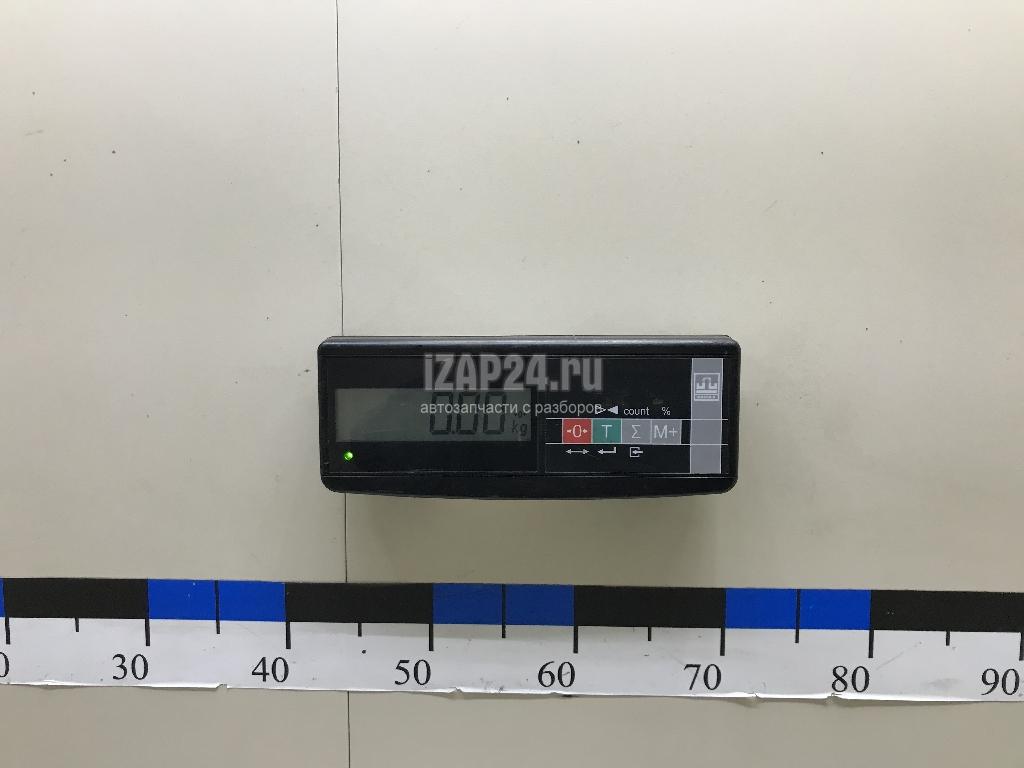 iZAP24.ru
автозапчасти с разборов
0.00 kg
count %
→0← T Σ M+
30 40 50 60 70 80 90